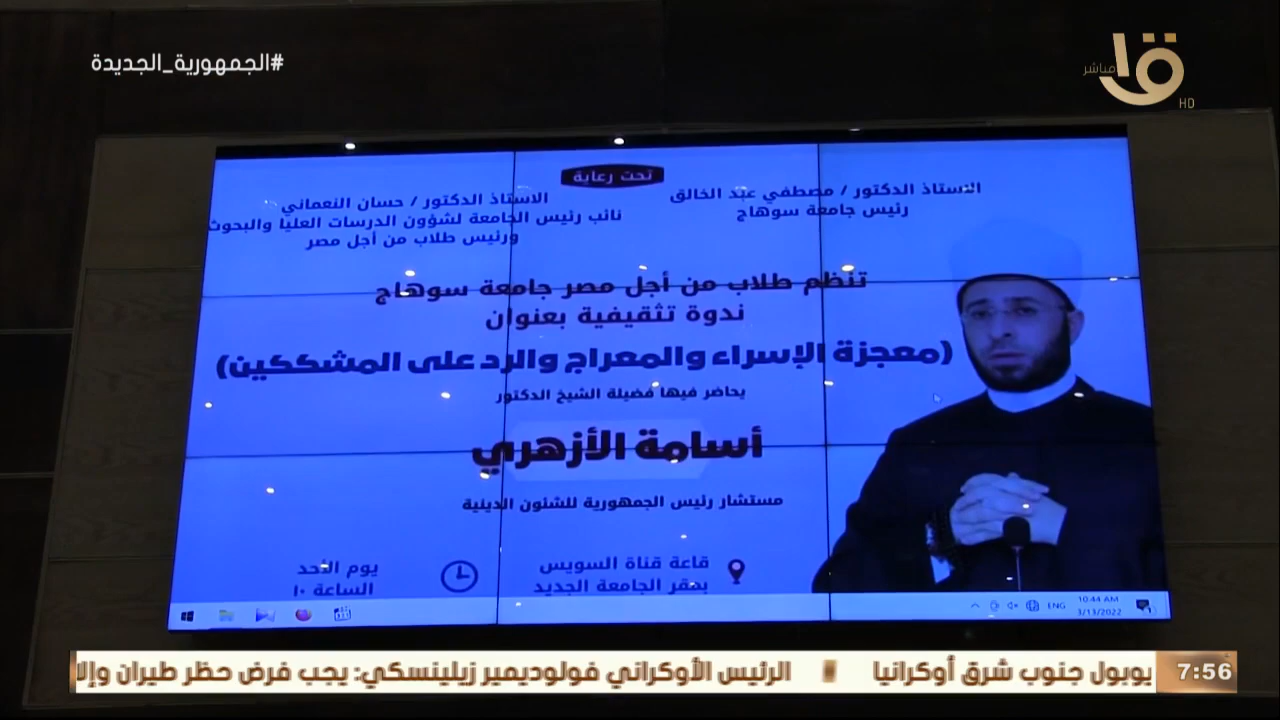 #الجمهورية_الجديدة
مباشر
HD
تحت رعاية
الاستاذ الدكتور / مصطفي عبد الخالق
رئيس جامعة سوهاج
الاستاذ الدكتور / حسان النعماني
نائب رئيس الجامعة لشؤون الدرسات العليا والبحوث
ورئيس طلاب من أجل مصر
تنظم طلاب من أجل مصر جامعة سوهاج
ندوة تثقيفية بعنوان
(معجزة الإسراء والمعراج والرد على المشككين)
يحاضر فيها فضيلة الشيخ الدكتور
أسامة الأزهري
مستشار رئيس الجمهورية للشئون الدينية
قاعة قناة السويس
بمقر الجامعة الجديد
يوم الأحد
الساعة ١٠
ENG
10:44 AM
3/13/2022
7:56
يوبول جنوب شرق أوكرانيا
الرئيس الأوكراني فولوديمير زيلينسكي: يجب فرض حظر طيران وإلا